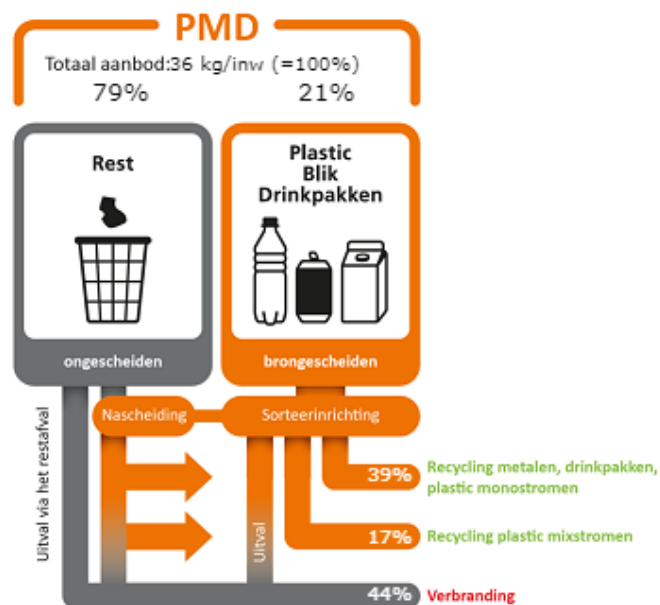 PMD
Totaal aanbod:36 kg/inw (=100%)
79%
21%
Rest
Plastic
Blik
Drinkpakken
ongescheiden
brongescheiden
Uitval via het restafval
Nascheiding
Sorteerinrichting
Uitval
39%
Recycling metalen, drinkpakken,
plastic monostromen
17%
Recycling plastic mixstromen
44%
Verbranding